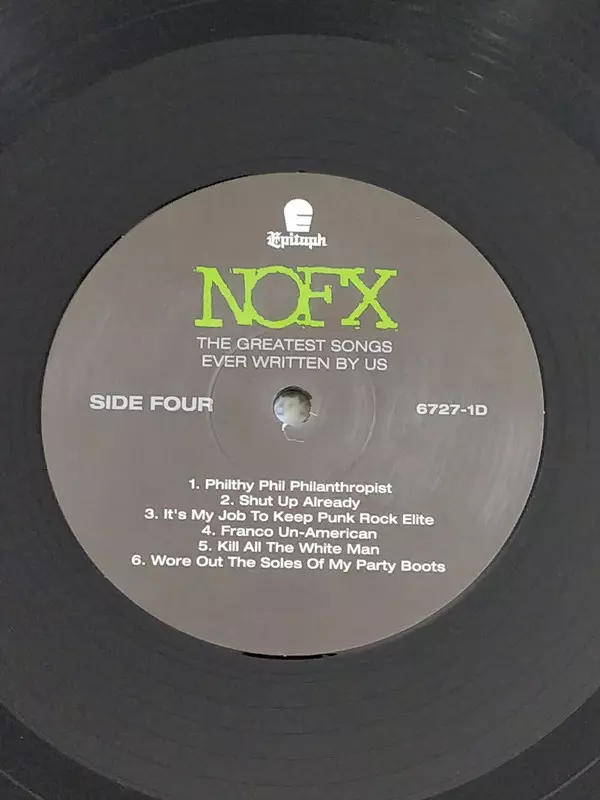 Epitaph
NOFX
THE GREATEST SONGS
EVER WRITTEN BY US
SIDE FOUR
6727-1D
1. Philthy Phil Philanthropist
2. Shut Up Already
3. It's My Job To Keep Punk Rock Elite
4. Franco Un-American
5. Kill All The White Man
6. Wore Out The Soles Of My Party Boots